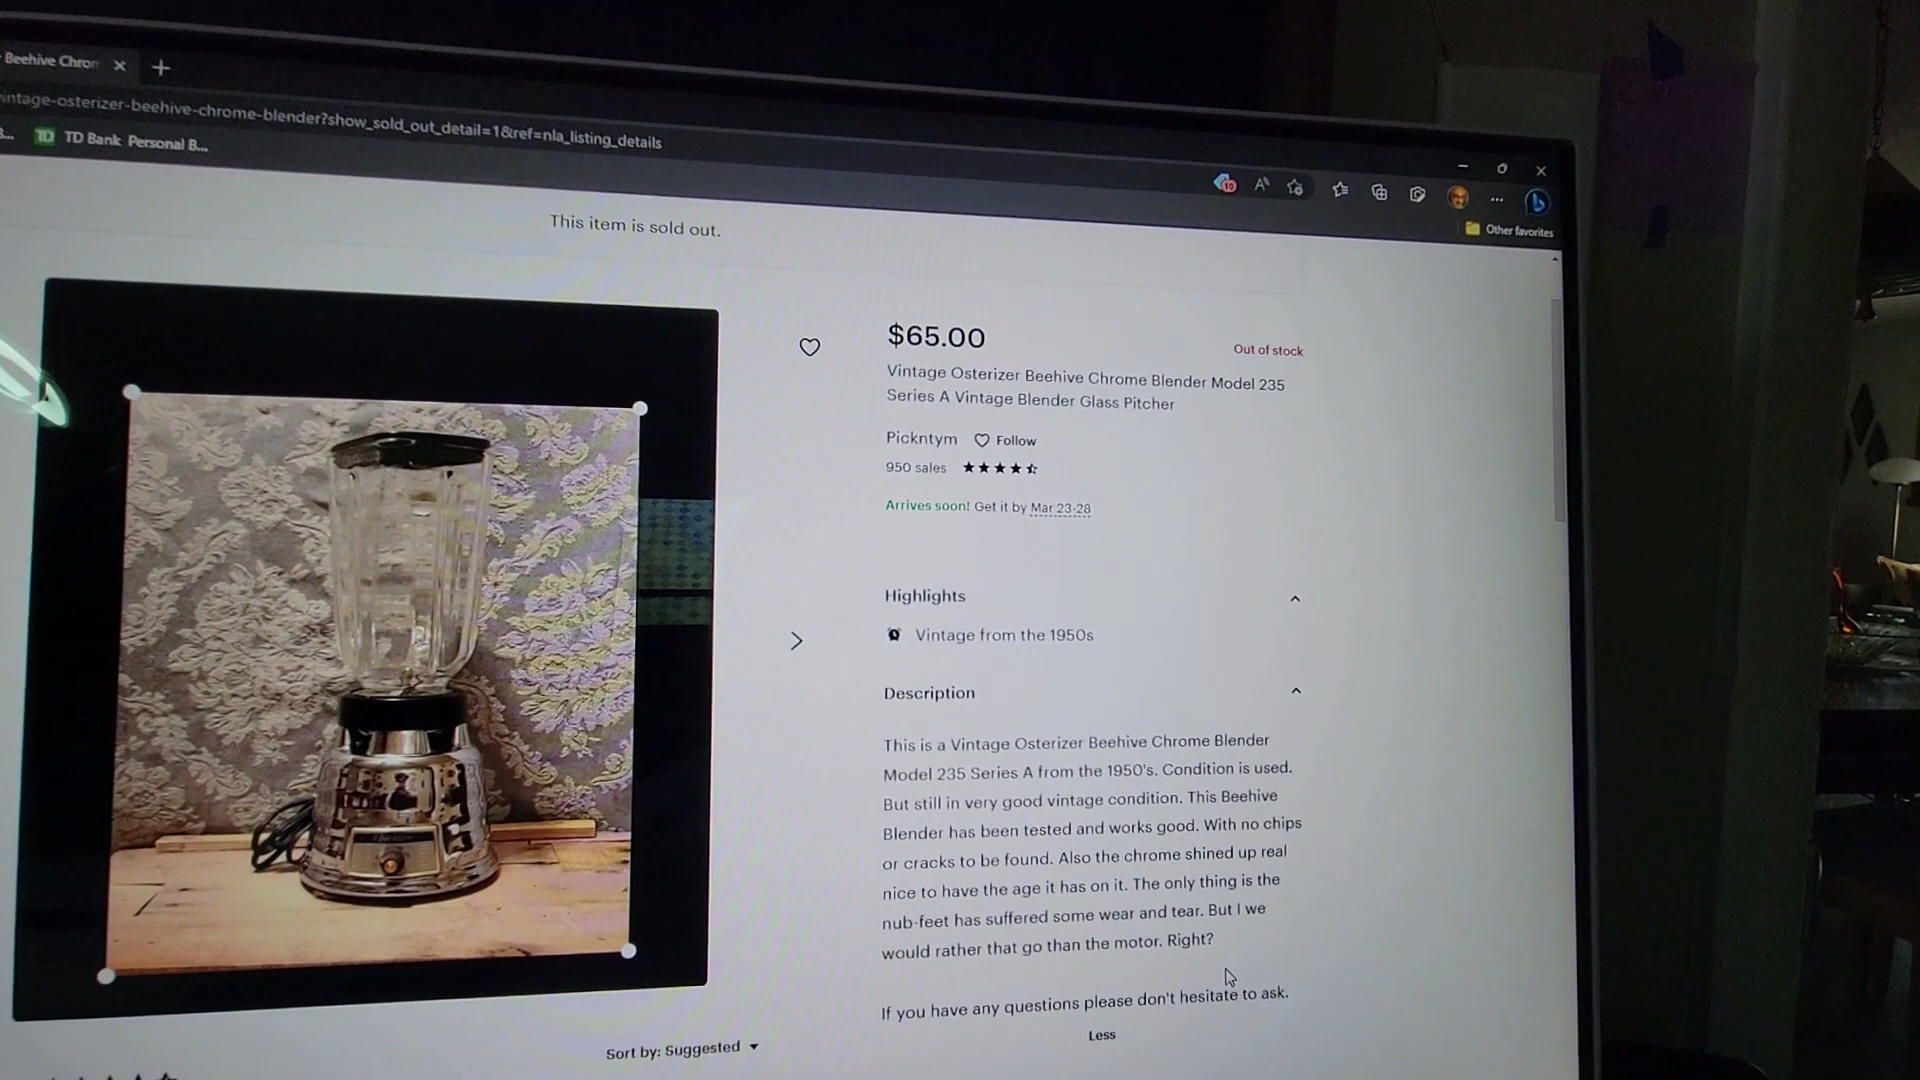 Beehive Chron
vintage-osterizer-beehive-chrome-blender?show_sold_out_detail=1&ref=nla_listing_details
B...
TD TD Bank Personal B...
10
Other favorites
This item is sold out.
$65.00
Out of stock
Vintage Osterizer Beehive Chrome Blender Model 235
Series A Vintage Blender Glass Pitcher
Pickntym Follow
950 sales
Arrives soon! Get it by Mar 23-28
Highlights
Vintage from the 1950s
Description
This is a Vintage Osterizer Beehive Chrome Blender
Model 235 Series A from the 1950's. Condition is used.
But still in very good vintage condition. This Beehive
Blender has been tested and works good. With no chips
or cracks to be found. Also the chrome shined up real
nice to have the age it has on it. The only thing is the
nub-feet has suffered some wear and tear. But I we
would rather that go than the motor. Right?
If you have any questions please don't hesitate to ask.
Less
Sort by: Suggested